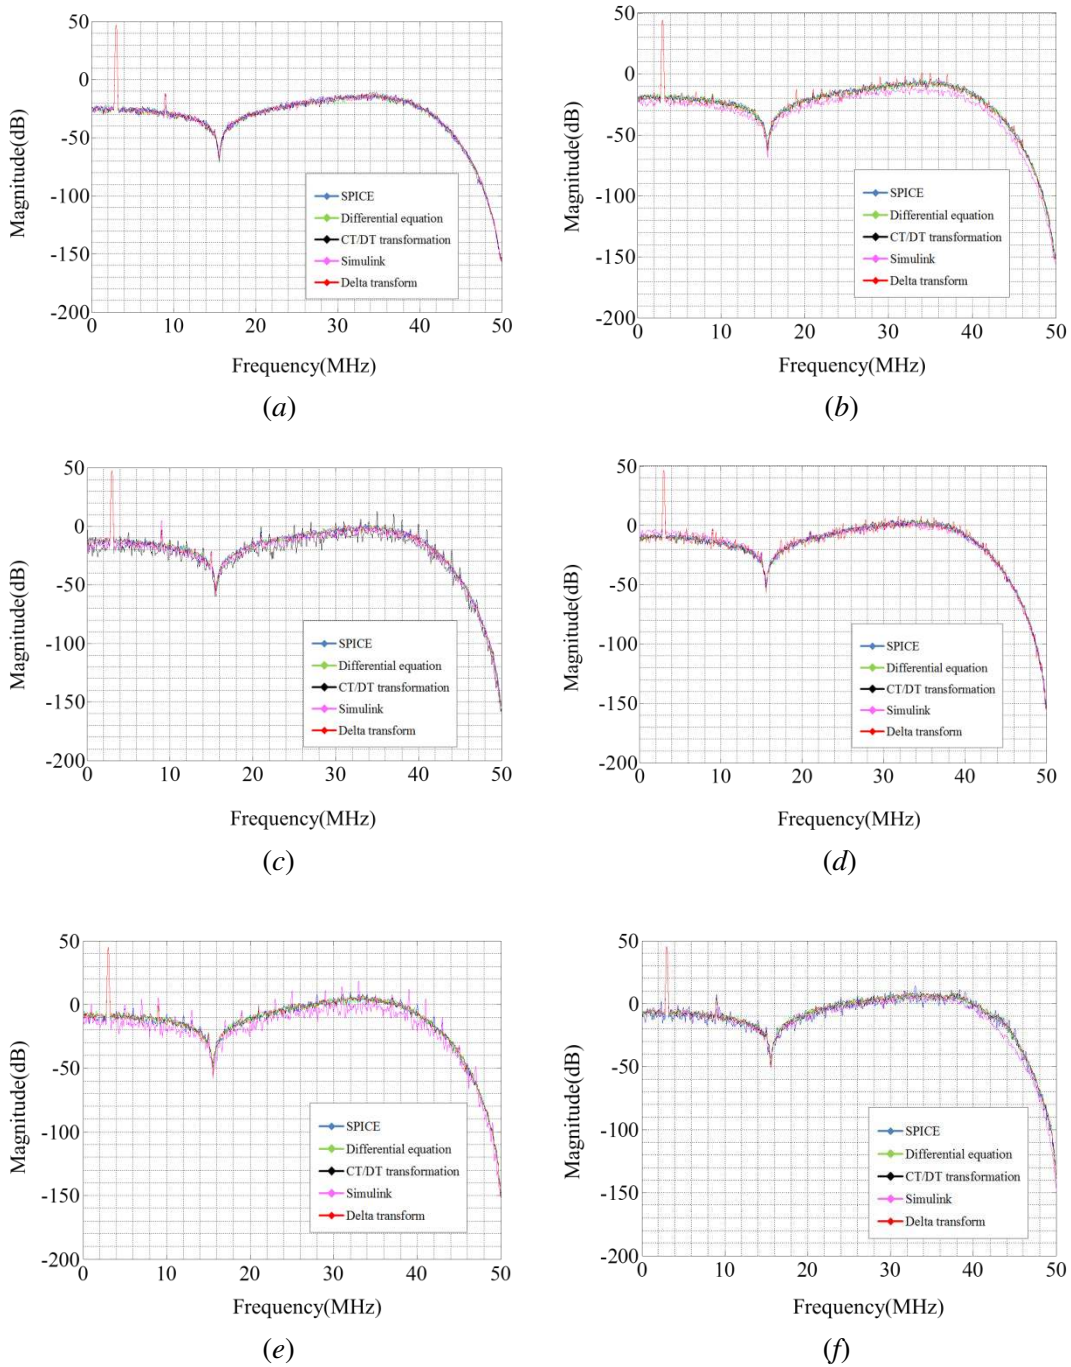 50
0
-50
-100
-150
-200
Magnitude(dB)
SPICE
Differential equation
CT/DT transformation
Simulink
Delta transform
0 10 20 30 40 50
Frequency(MHz)
(a)
50
0
-50
-100
-150
-200
Magnitude(dB)
SPICE
Differential equation
CT/DT transformation
Simulink
Delta transform
0 10 20 30 40 50
Frequency(MHz)
(b)
50
0
-50
-100
-150
-200
Magnitude(dB)
SPICE
Differential equation
CT/DT transformation
Simulink
Delta transform
0 10 20 30 40 50
Frequency(MHz)
(c)
50
0
-50
-100
-150
-200
Magnitude(dB)
SPICE
Differential equation
CT/DT transformation
Simulink
Delta transform
0 10 20 30 40 50
Frequency(MHz)
(d)
50
0
-50
-100
-150
-200
Magnitude(dB)
SPICE
Differential equation
CT/DT transformation
Simulink
Delta transform
0 10 20 30 40 50
Frequency(MHz)
(e)
50
0
-50
-100
-150
-200
Magnitude(dB)
SPICE
Differential equation
CT/DT transformation
Simulink
Delta transform
0 10 20 30 40 50
Frequency(MHz)
(f)